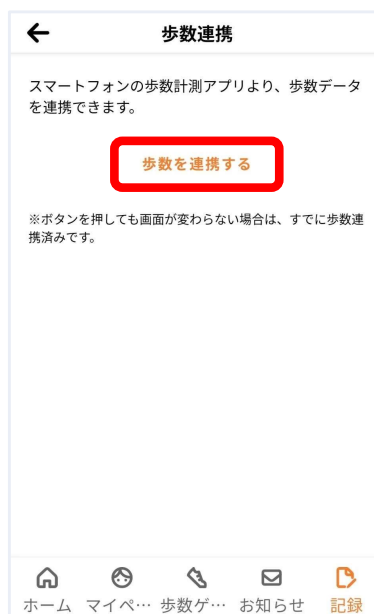 歩数連携
スマートフォンの歩数計測アプリより、歩数データ
を連携できます。
歩数を連携する
※ボタンを押しても画面が変わらない場合は、すでに歩数連
携済みです。
ホーム マイペ… 歩数ゲ… お知らせ 記録